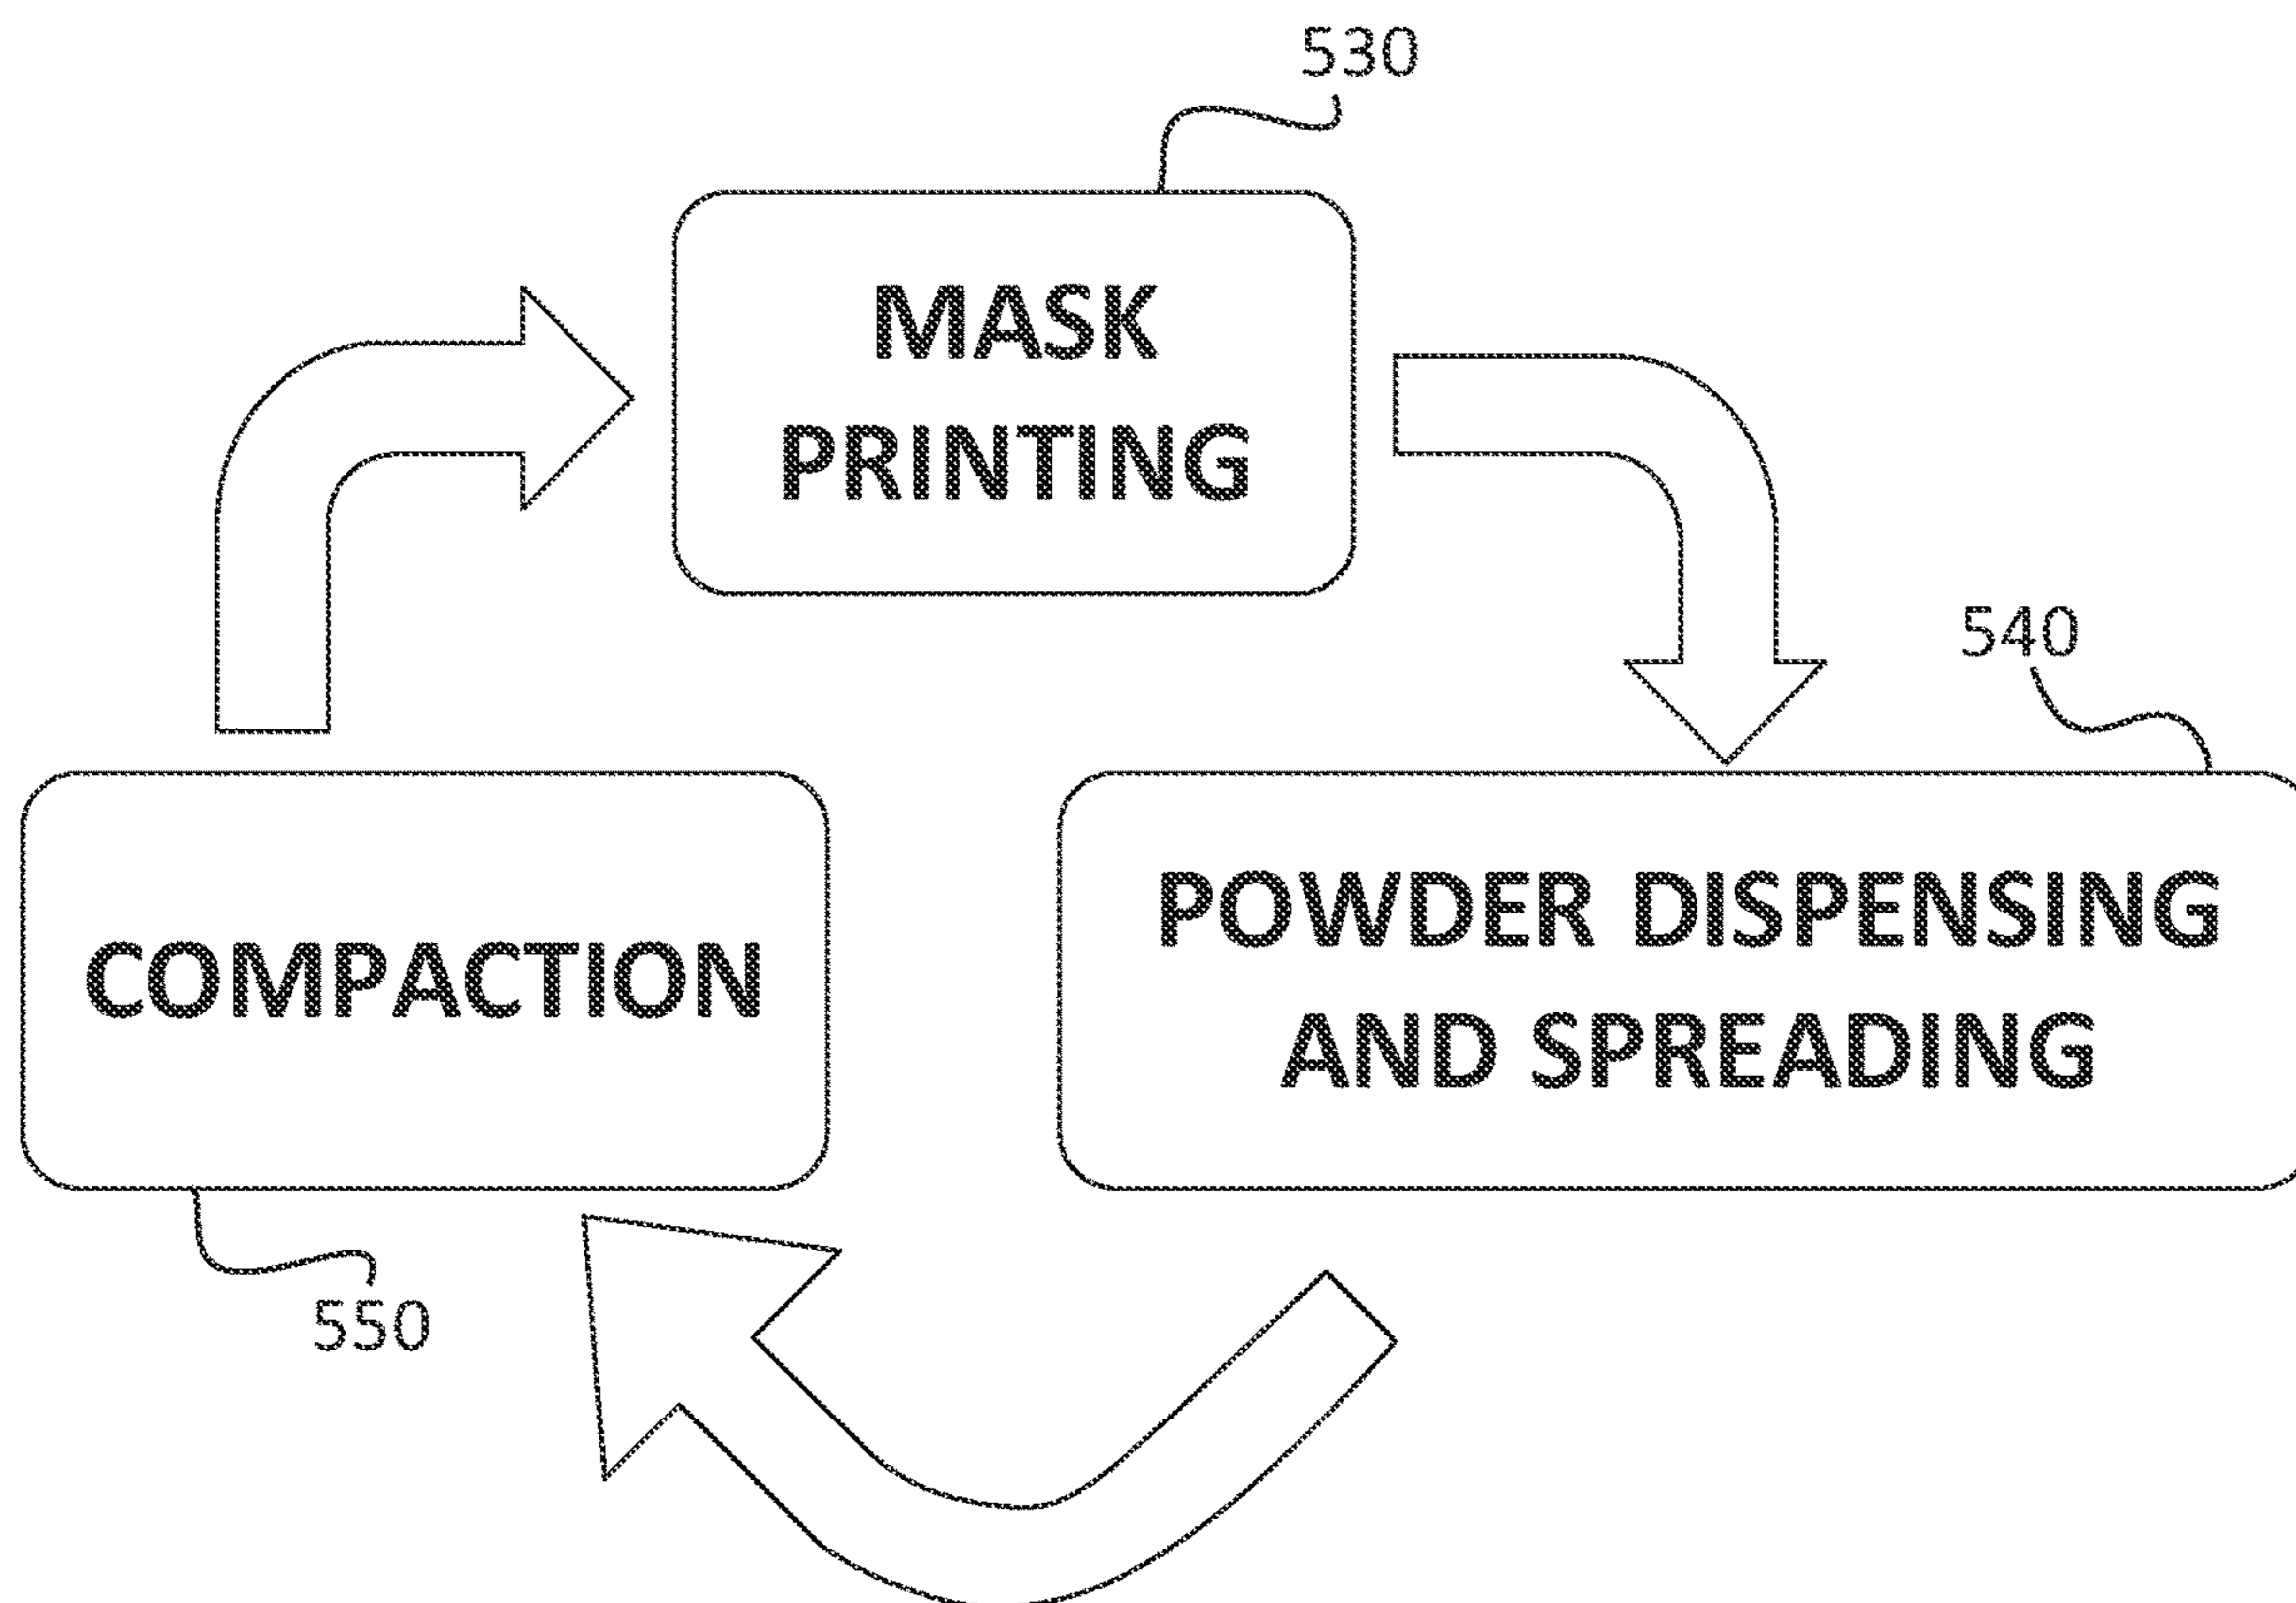 530
MASK
PRINTING
540
POWDER DISPENSING
AND SPREADING
COMPACTION
550